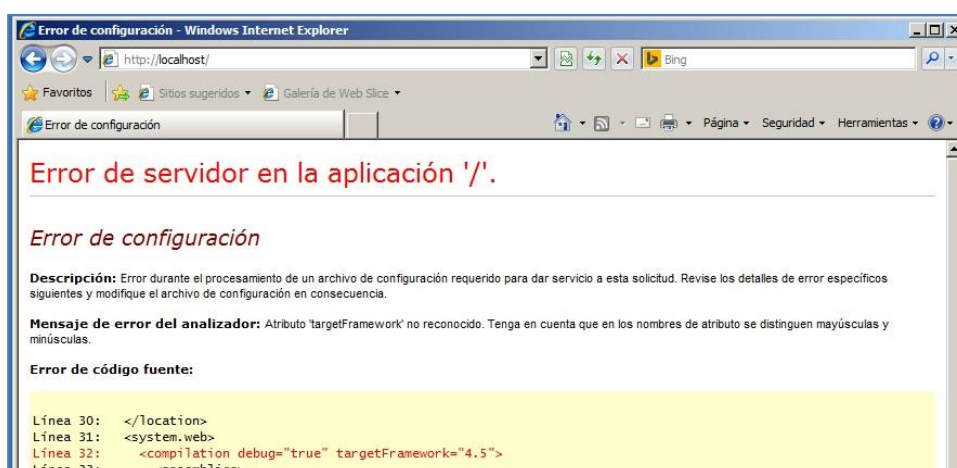 Error de configuración - Windows Internet Explorer
http://localhost/
Bing
Favoritos
Sitios sugeridos
Galería de Web Slice
Error de configuración
Página
Seguridad
Herramientas
Error de servidor en la aplicación '/'.
Error de configuración
Descripción: Error durante el procesamiento de un archivo de configuración requerido para dar servicio a esta solicitud. Revise los detalles de error específicos
siguientes y modifique el archivo de configuración en consecuencia.
Mensaje de error del analizador: Atributo 'targetFramework' no reconocido. Tenga en cuenta que en los nombres de atributo se distinguen mayúsculas y
minúsculas.
Error de código fuente:
Línea 30: </location>
Línea 31: <system.web>
Línea 32: <compilation debug="true" targetFramework="4.5">